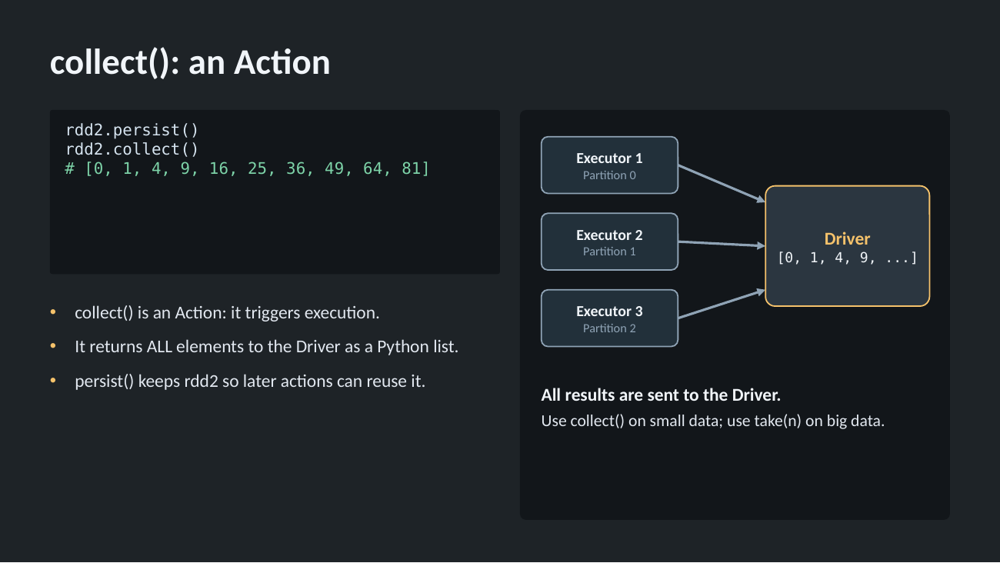 collect(): an Action
rdd2.persist()
rdd2.collect()
# [0, 1, 4, 9, 16, 25, 36, 49, 64, 81]
• collect() is an Action: it triggers execution.
• It returns ALL elements to the Driver as a Python list.
• persist() keeps rdd2 so later actions can reuse it.
Executor 1
Partition 0
Executor 2
Partition 1
Executor 3
Partition 2
Driver
[0, 1, 4, 9, ...]
All results are sent to the Driver.
Use collect() on small data; use take(n) on big data.